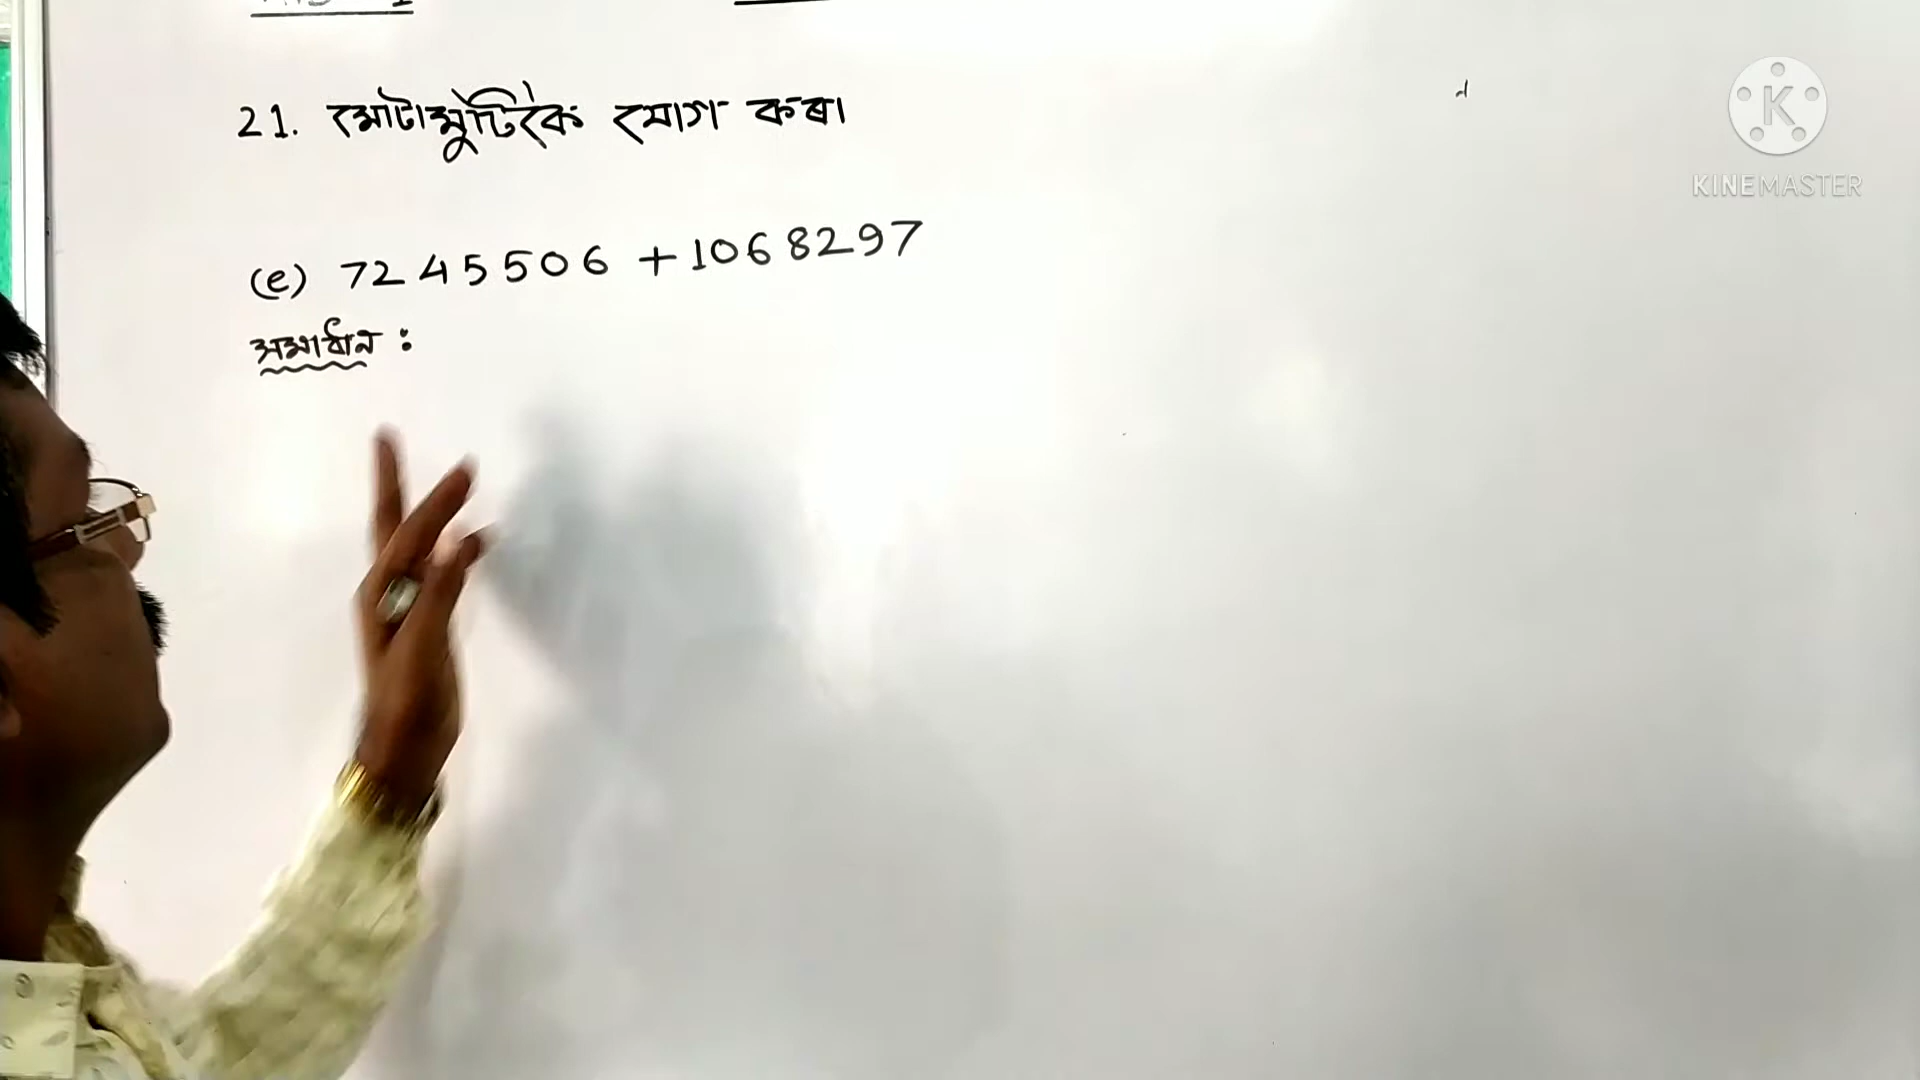 21. মোটামুটিকৈ যোগ কৰা
(e) 7245506 + 1068297
সমাধান :
KINEMASTER